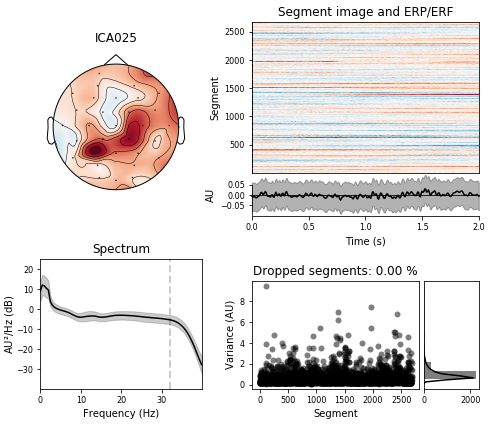 ICA025
Segment image and ERP/ERF
2500
2000
1500
1000
500
Segment
0.05
0.00
−0.05
AU
0.0 0.5 1.0 1.5 2.0
Time (s)
Spectrum
20
10
0
−10
−20
−30
AU²/Hz (dB)
0 10 20 30
Frequency (Hz)
Dropped segments: 0.00 %
8
6
4
2
0
Variance (AU)
0 500 1000 1500 2000 2500
Segment
0 2000